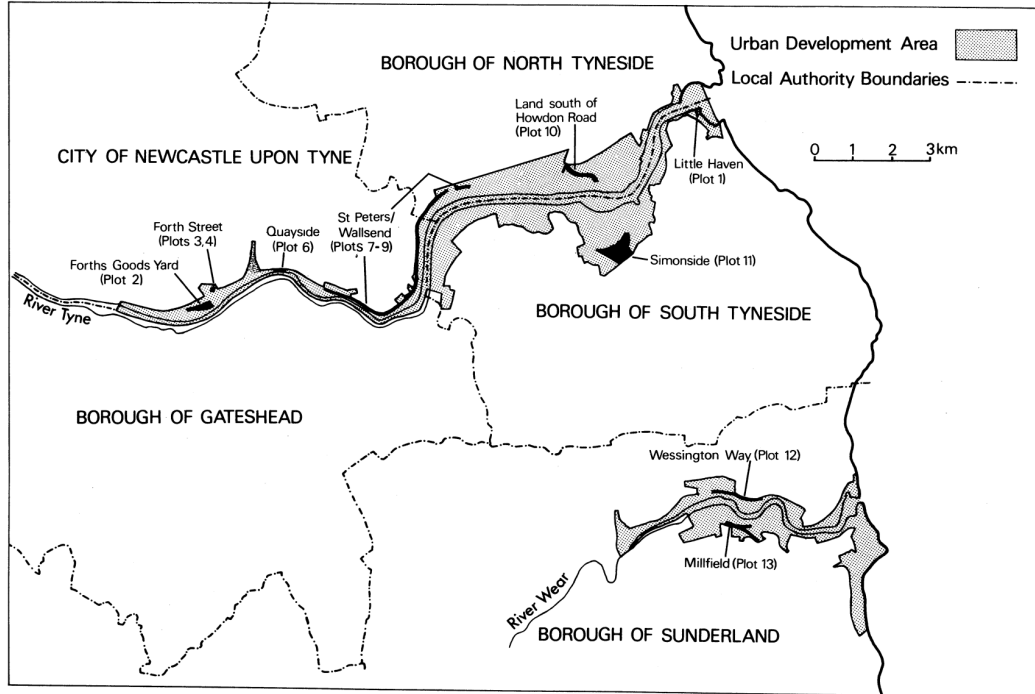 Urban Development Area
Local Authority Boundaries
0 1 2 3km
BOROUGH OF NORTH TYNESIDE
Land south of
Howdon Road
(Plot 10)
CITY OF NEWCASTLE UPON TYNE
Little Haven
(Plot 1)
St Peters/
Wallsend
(Plots 7-9)
Forth Street
(Plots 3,4)
Quayside
(Plot 6)
Forths Goods Yard
(Plot 2)
Simonside (Plot 11)
River Tyne
BOROUGH OF SOUTH TYNESIDE
BOROUGH OF GATESHEAD
Wessington Way (Plot 12)
Millfield (Plot 13)
River Wear
BOROUGH OF SUNDERLAND